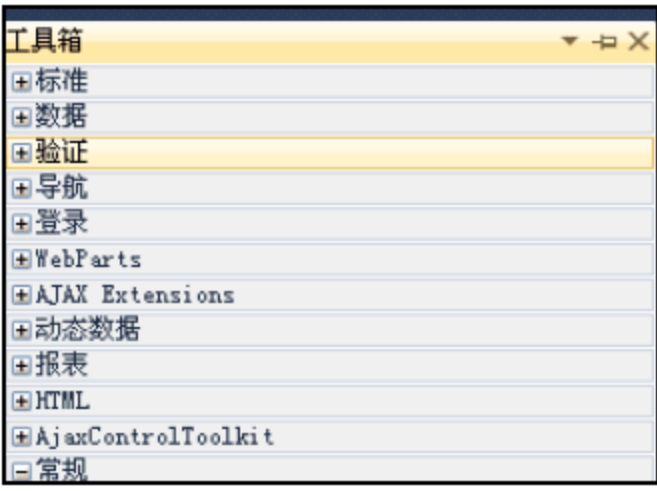 工具箱
标准
数据
验证
导航
登录
WebParts
AJAX Extensions
动态数据
报表
HTML
AjaxControlToolkit
常规